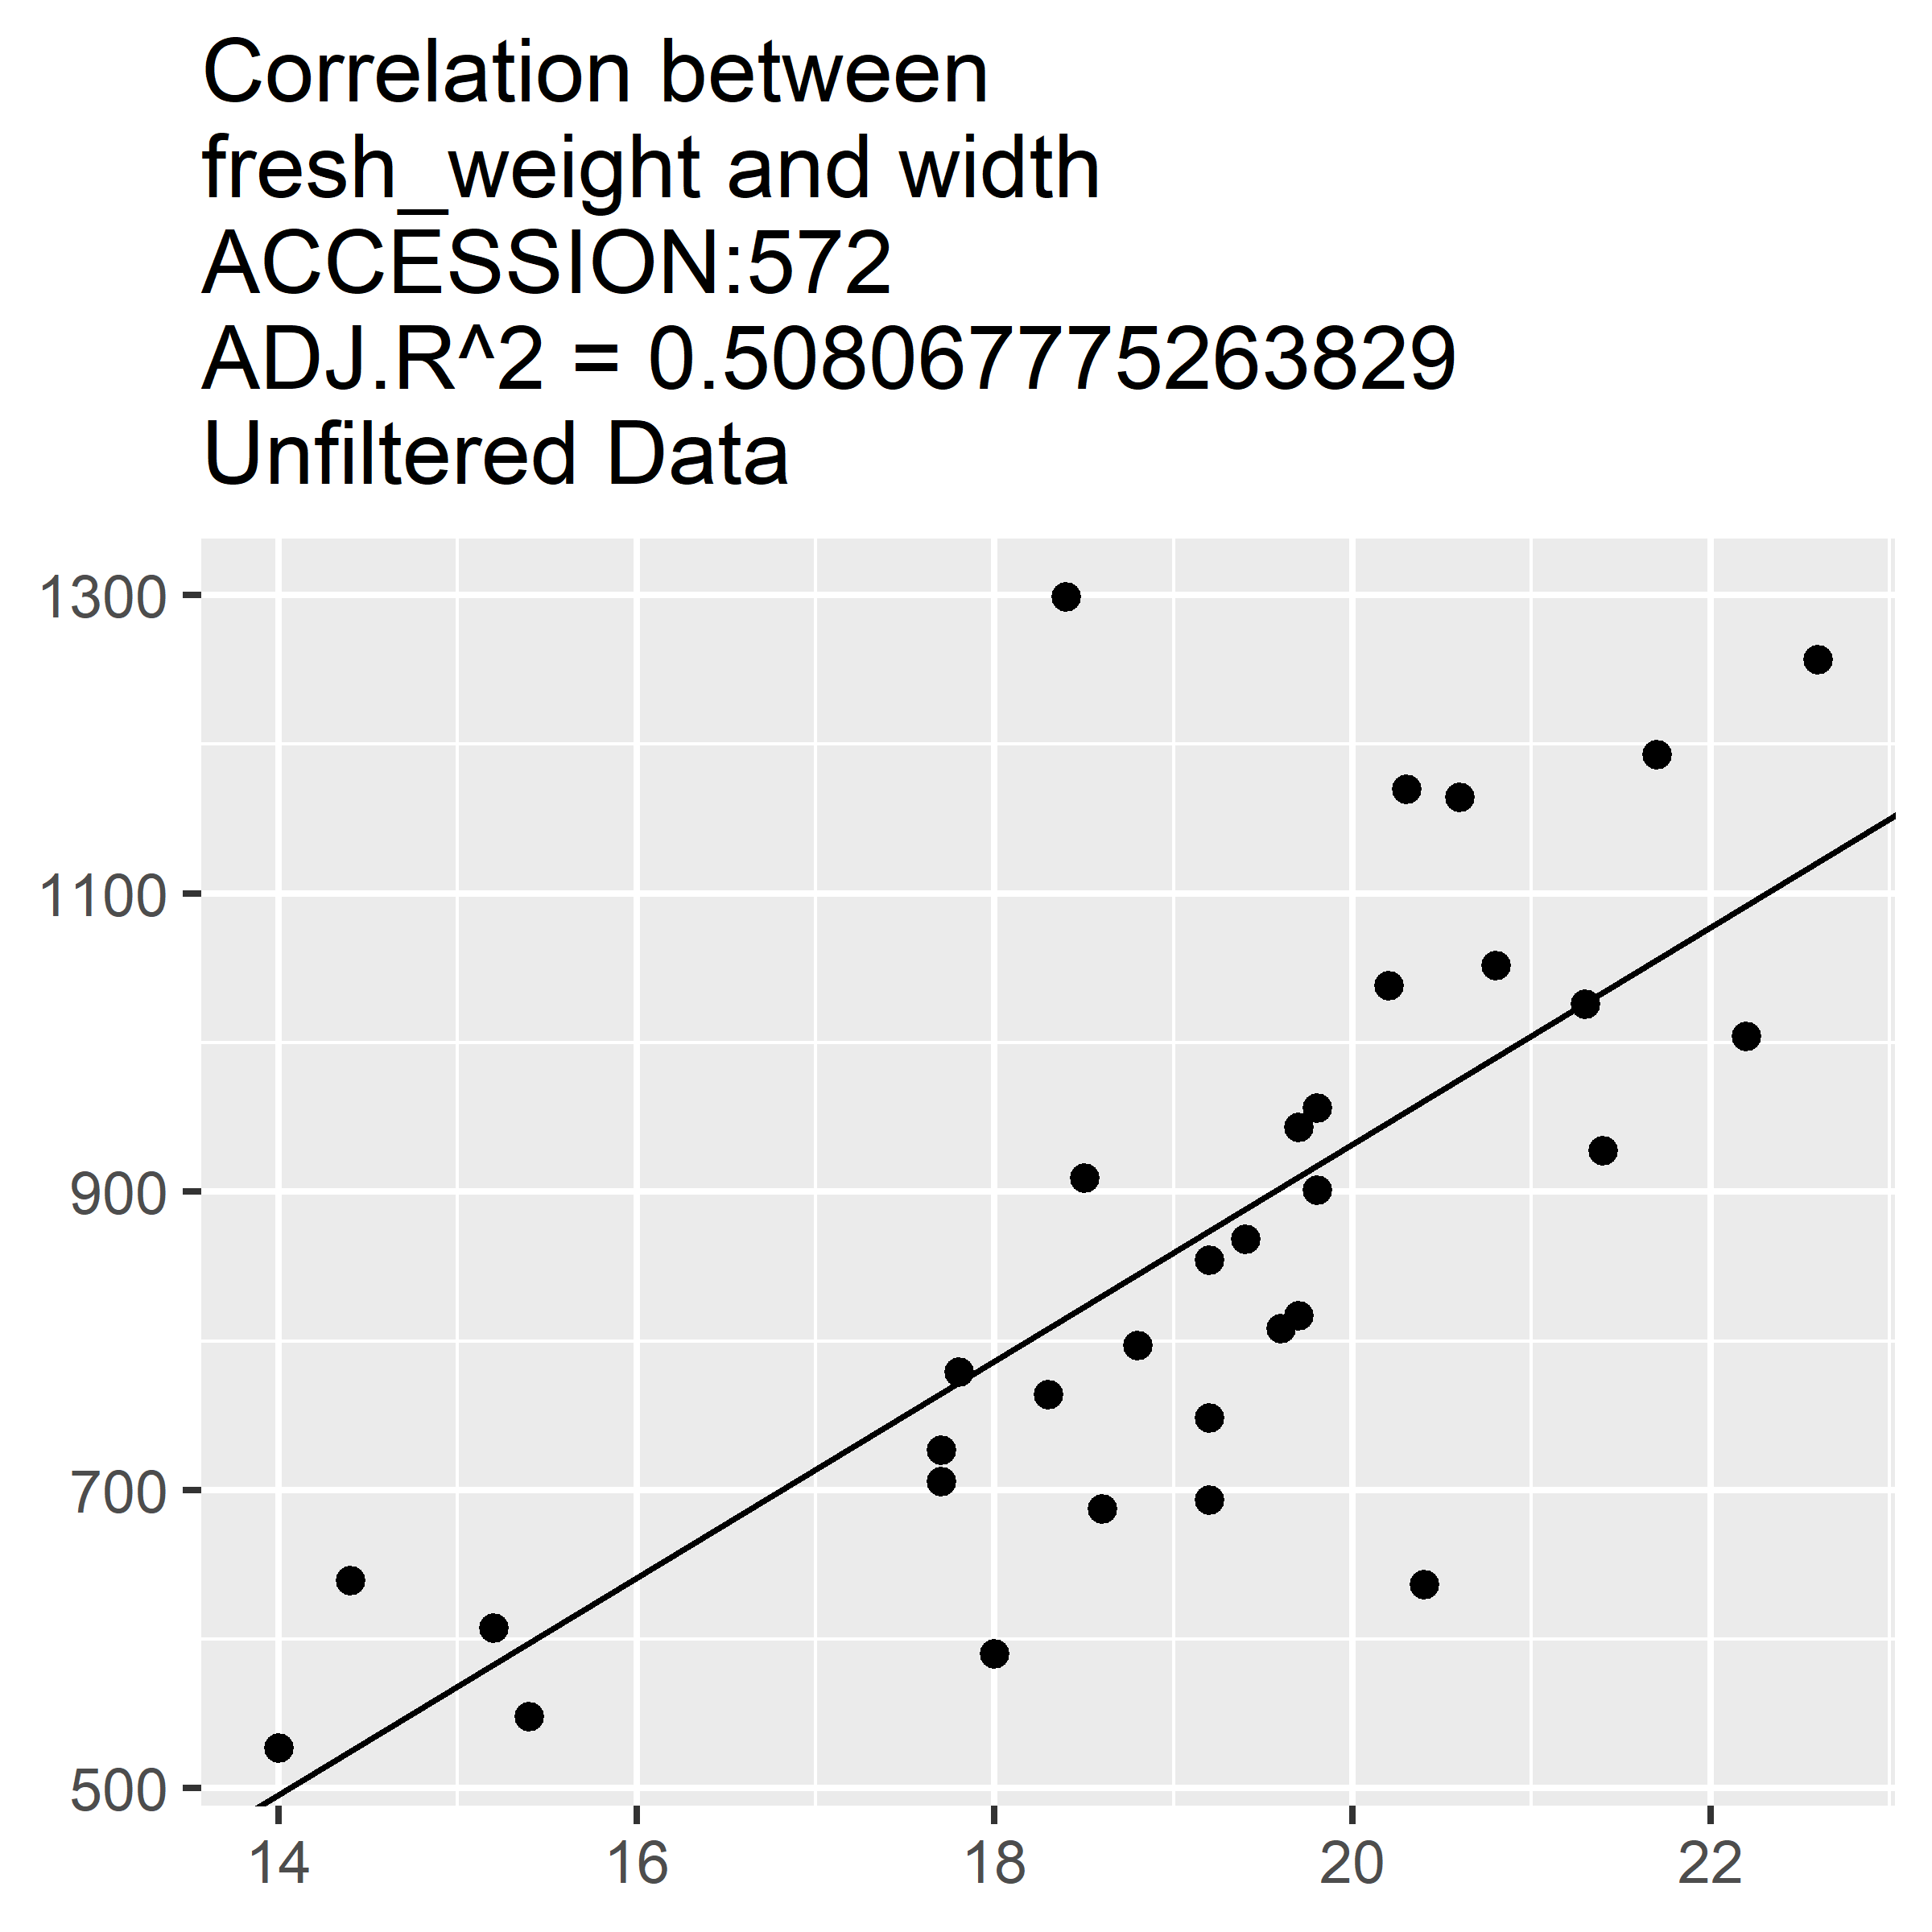 Correlation between
fresh_weight and width
ACCESSION:572
ADJ.R^2 = 0.508067775263829
Unfiltered Data
1300
1100
900
700
500
14 16 18 20 22